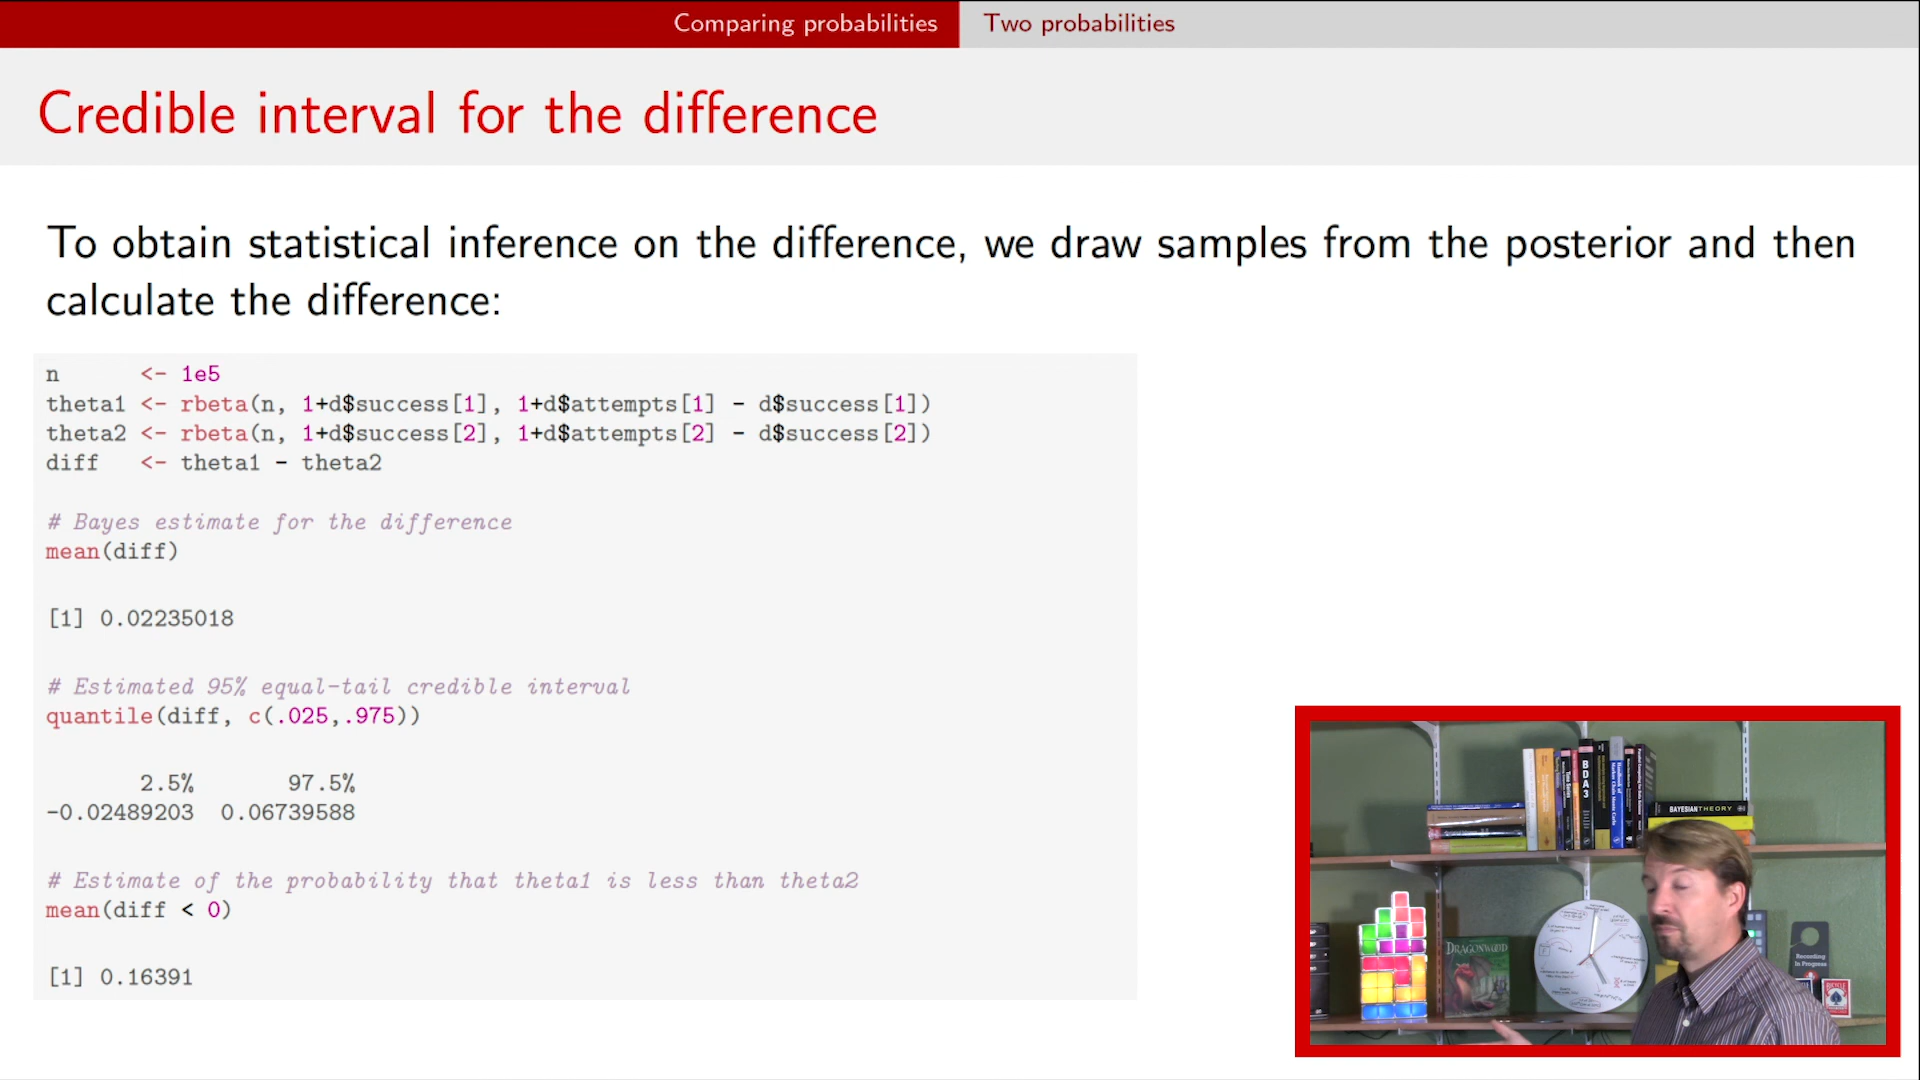 Comparing probabilities Two probabilities
Credible interval for the difference
To obtain statistical inference on the difference, we draw samples from the posterior and then
calculate the difference:
n <- 1e5
theta1 <- rbeta(n, 1+d$success[1], 1+d$attempts[1] - d$success[1])
theta2 <- rbeta(n, 1+d$success[2], 1+d$attempts[2] - d$success[2])
diff <- theta1 - theta2
# Bayes estimate for the difference
mean(diff)
[1] 0.02235018
# Estimated 95% equal-tail credible interval
quantile(diff, c(.025,.975))
2.5% 97.5%
-0.02489203 0.06739588
# Estimate of the probability that theta1 is less than theta2
mean(diff < 0)
[1] 0.16391
BDA3
BAYESIAN THEORY
DRAGONWOOD
Recording
In Progress
BICYCLE